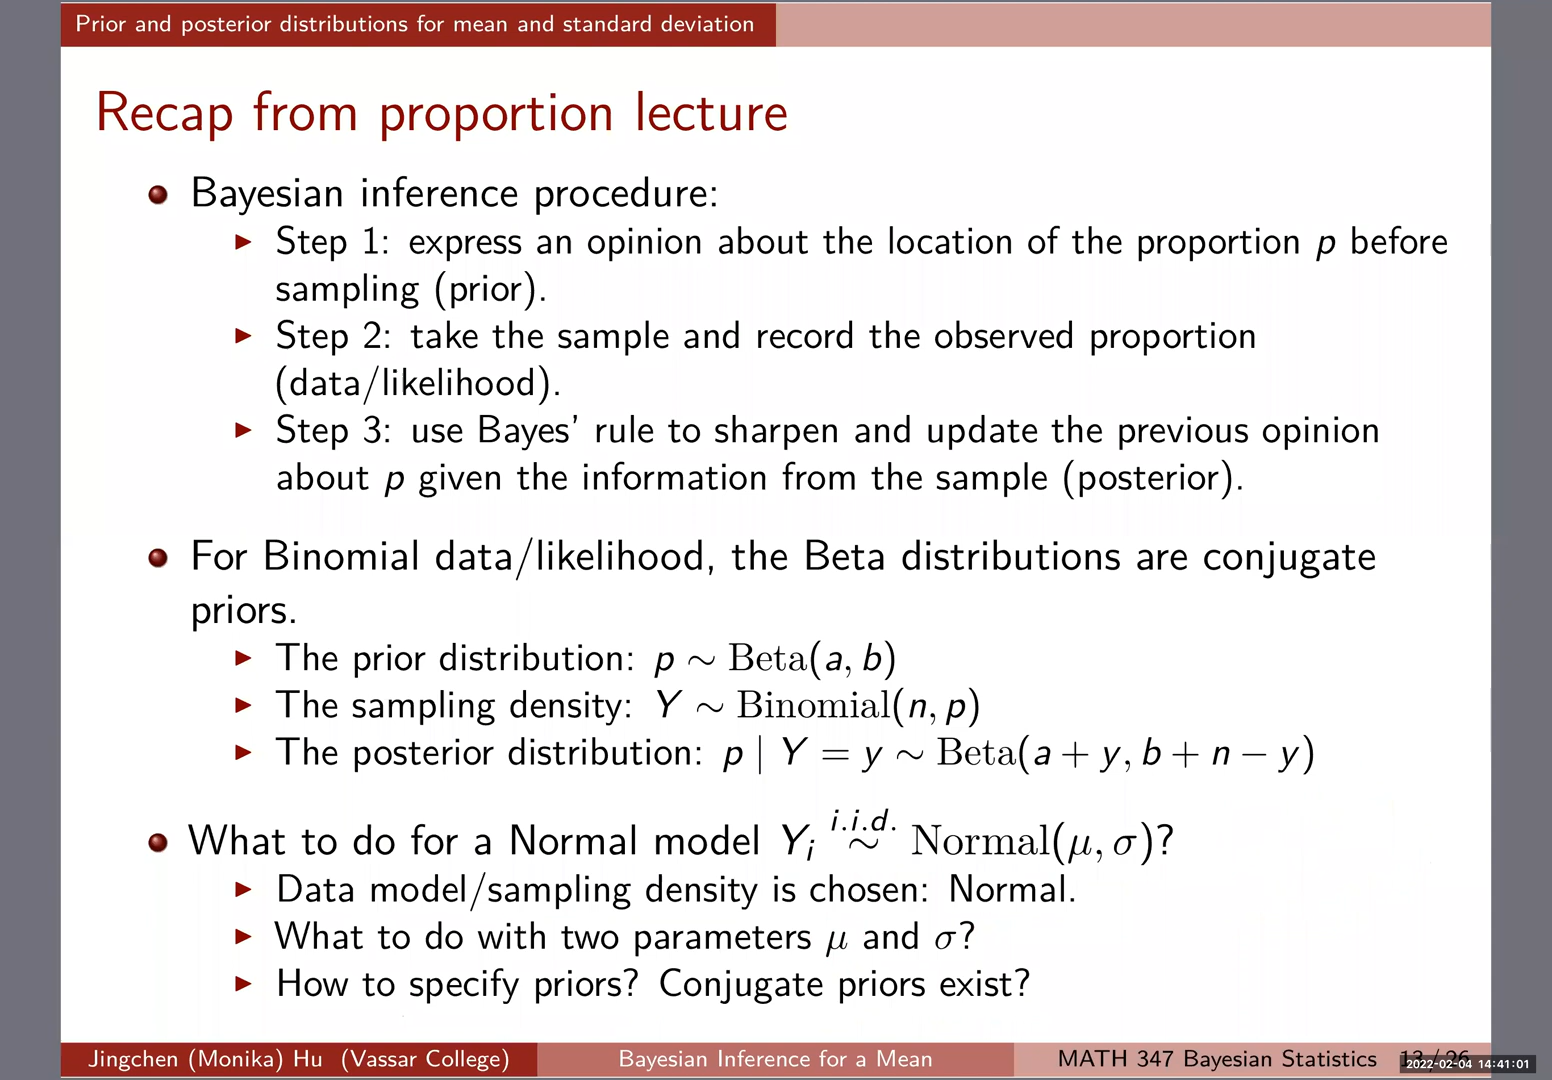 Prior and posterior distributions for mean and standard deviation
Recap from proportion lecture
Bayesian inference procedure:
Step 1: express an opinion about the location of the proportion p before
sampling (prior).
Step 2: take the sample and record the observed proportion
(data/likelihood).
Step 3: use Bayes' rule to sharpen and update the previous opinion
about p given the information from the sample (posterior).
For Binomial data/likelihood, the Beta distributions are conjugate
priors.
The prior distribution: p ∼ Beta(a, b)
The sampling density: Y ∼ Binomial(n, p)
The posterior distribution: p | Y = y ∼ Beta(a + y, b + n − y)
What to do for a Normal model Y_i i.i.d. ∼ Normal(μ, σ)?
Data model/sampling density is chosen: Normal.
What to do with two parameters μ and σ?
How to specify priors? Conjugate priors exist?
Jingchen (Monika) Hu (Vassar College) Bayesian Inference for a Mean MATH 347 Bayesian Statistics
2022-02-04 14:41:01